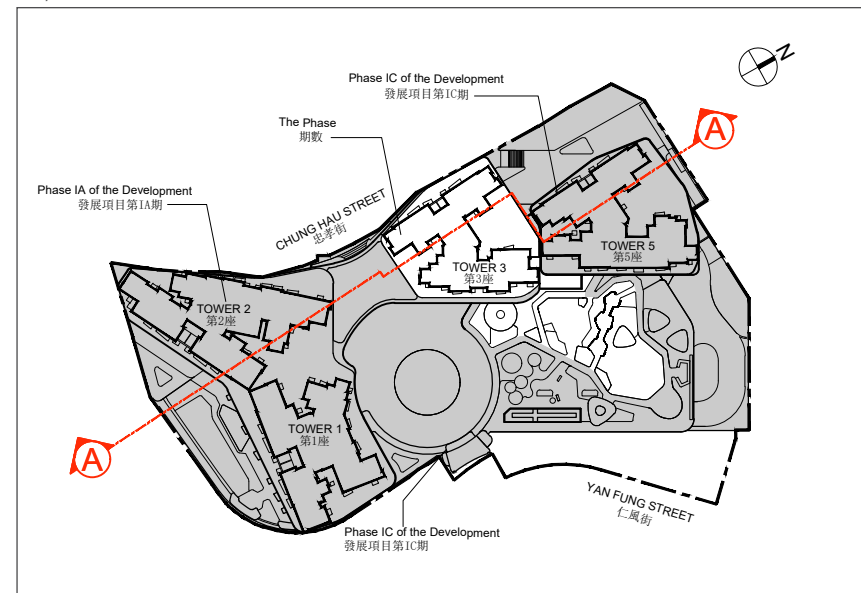 N
Phase IC of the Development
發展項目第IC期
A
The Phase
期數
Phase IA of the Development
發展項目第IA期
CHUNG HAU STREET
忠孝街
TOWER 5
第5座
TOWER 3
第3座
TOWER 2
第2座
TOWER 1
第1座
A
YAN FUNG STREET
仁風街
Phase IC of the Development
發展項目第IC期